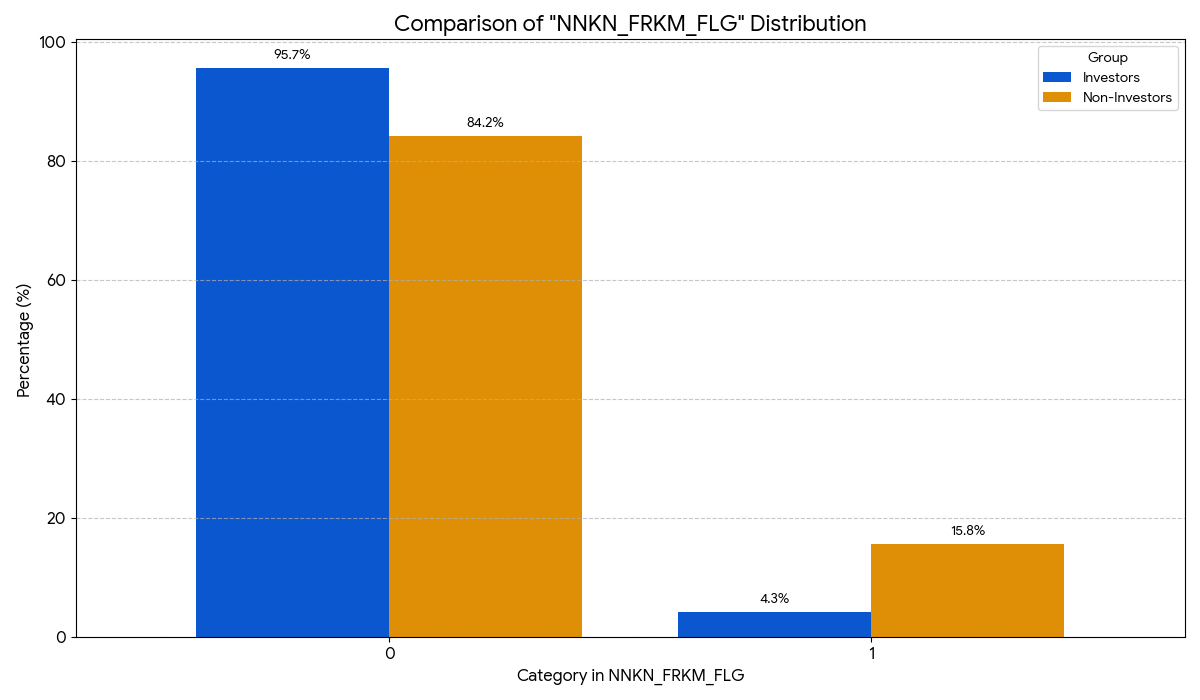 Comparison of "NNKN_FRKM_FLG" Distribution
100
80
60
40
20
0
Percentage (%)
95.7%
84.2%
4.3%
15.8%
Group
Investors
Non-Investors
0
1
Category in NNKN_FRKM_FLG